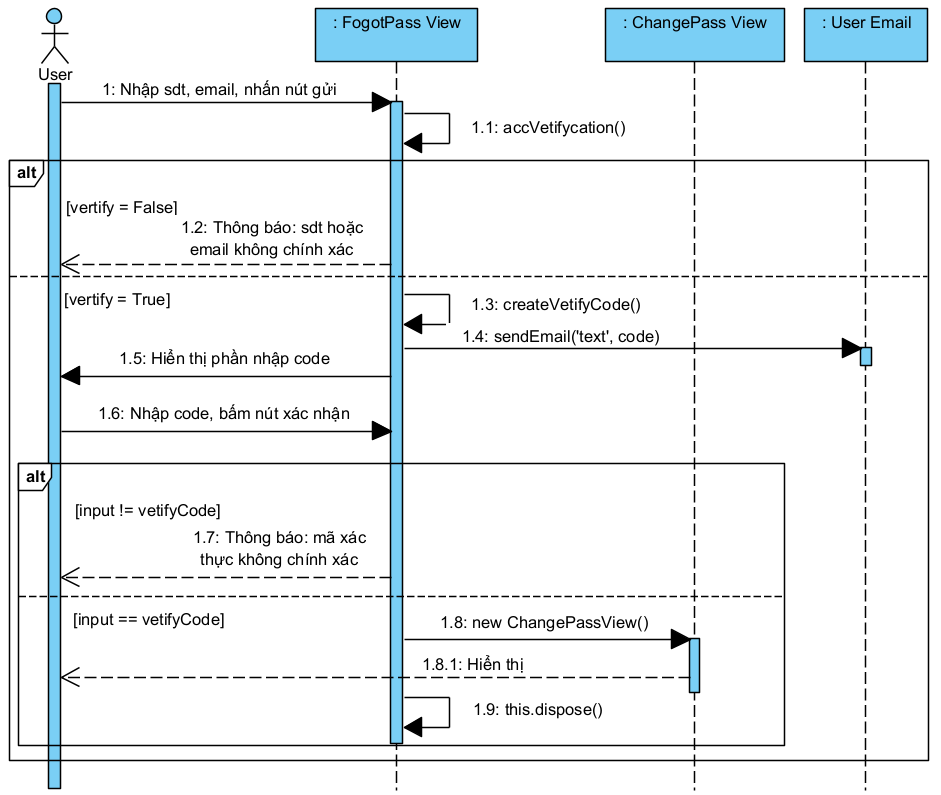 : FogotPass View
: ChangePass View
: User Email
User
1: Nhập sdt, email, nhấn nút gửi
1.1: accVetifycation()
alt
[vertify = False]
1.2: Thông báo: sdt hoặc
email không chính xác
[vertify = True]
1.3: createVetifyCode()
1.4: sendEmail('text', code)
1.5: Hiển thị phần nhập code
1.6: Nhập code, bấm nút xác nhận
alt
[input != vetifyCode]
1.7: Thông báo: mã xác
thực không chính xác
[input == vetifyCode]
1.8: new ChangePassView()
1.8.1: Hiển thị
1.9: this.dispose()